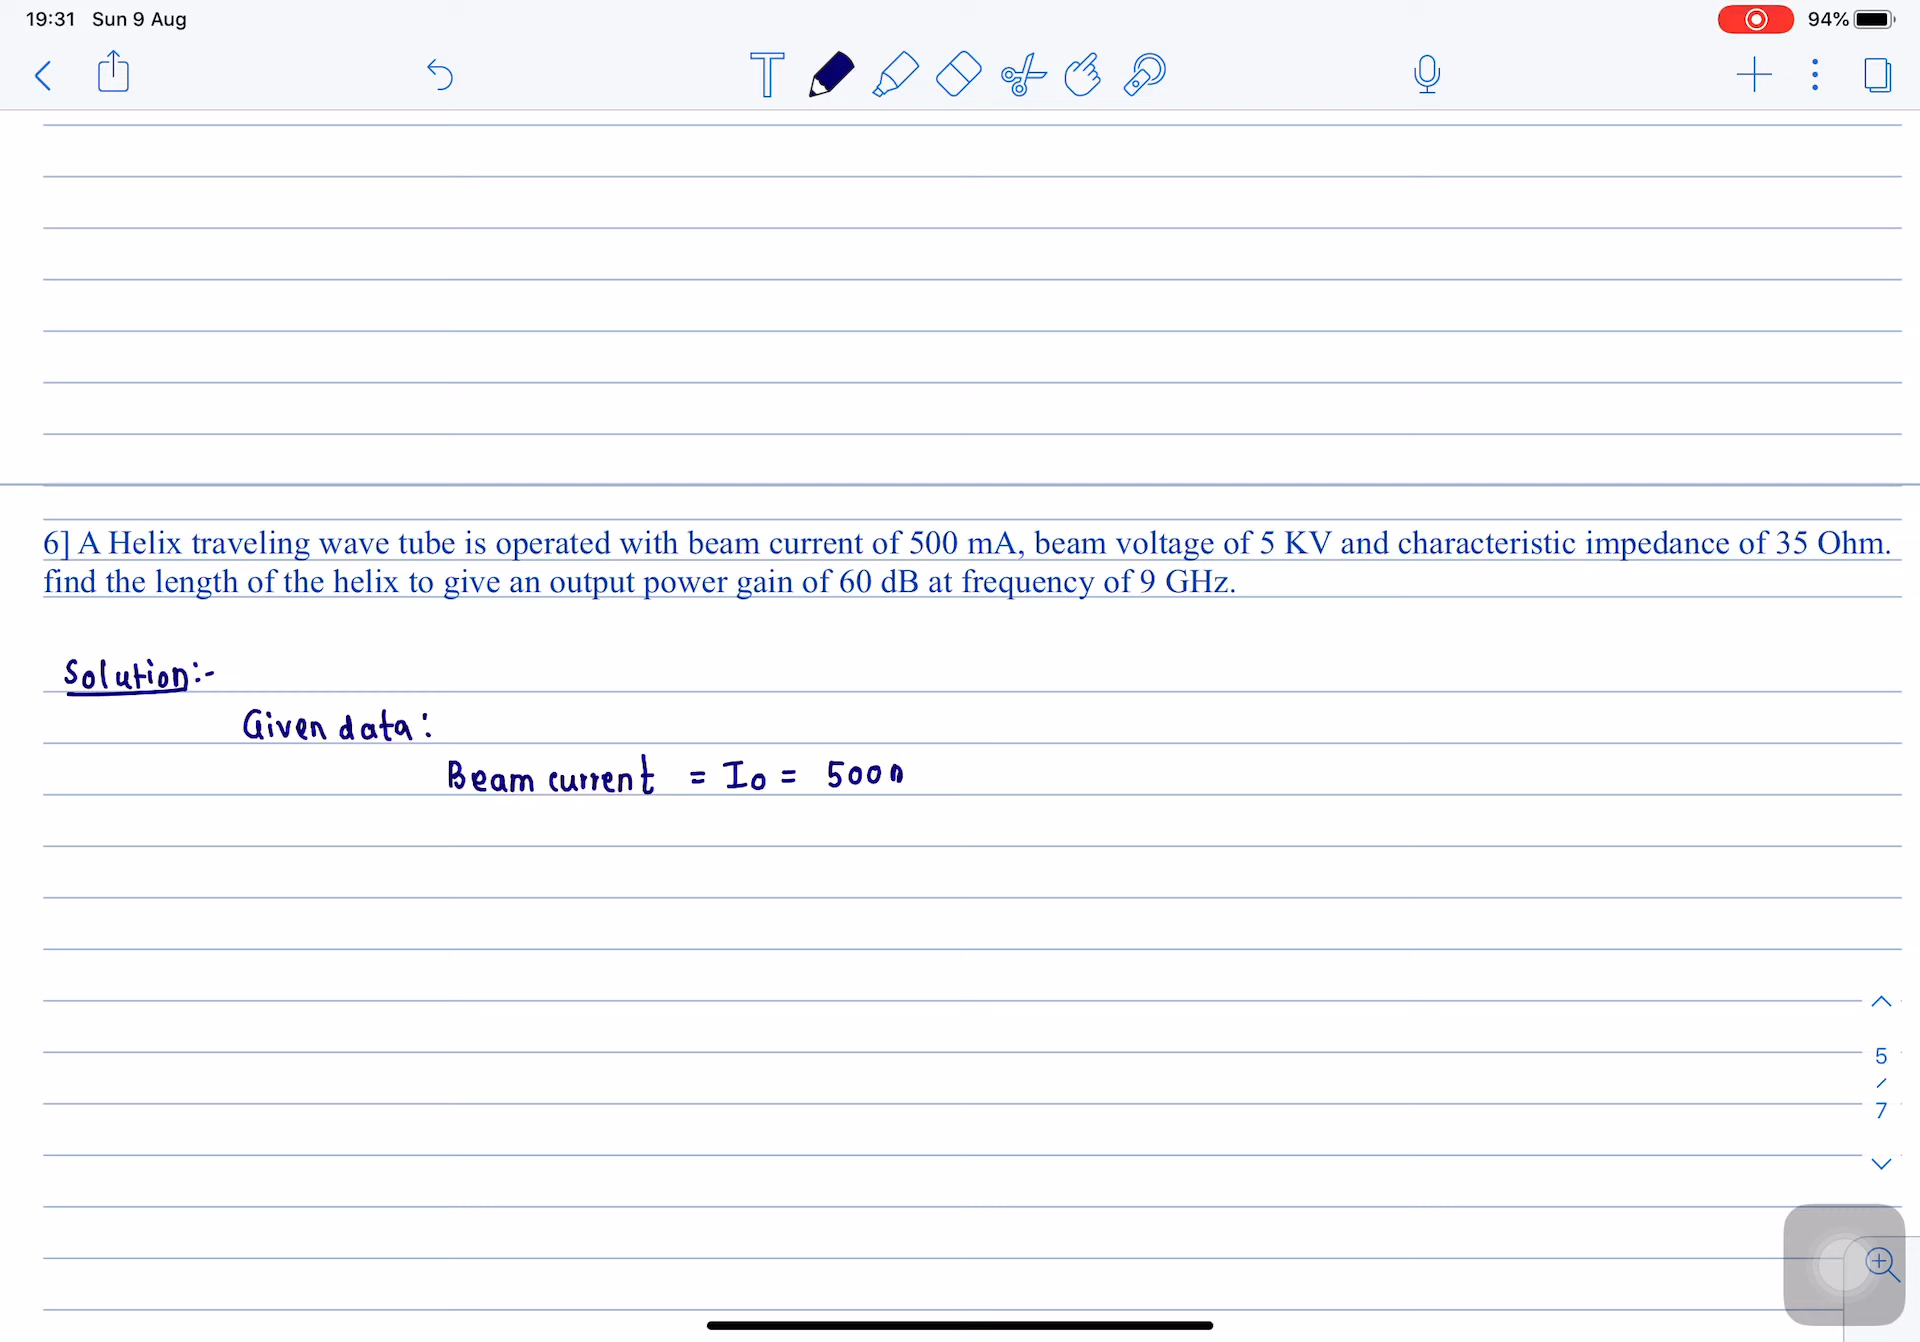 19:31 Sun 9 Aug 94%
6] A Helix traveling wave tube is operated with beam current of 500 mA, beam voltage of 5 KV and characteristic impedance of 35 Ohm.
find the length of the helix to give an output power gain of 60 dB at frequency of 9 GHz.
Solution:-
Given data:
Beam current = I0 = 500
5
/
7